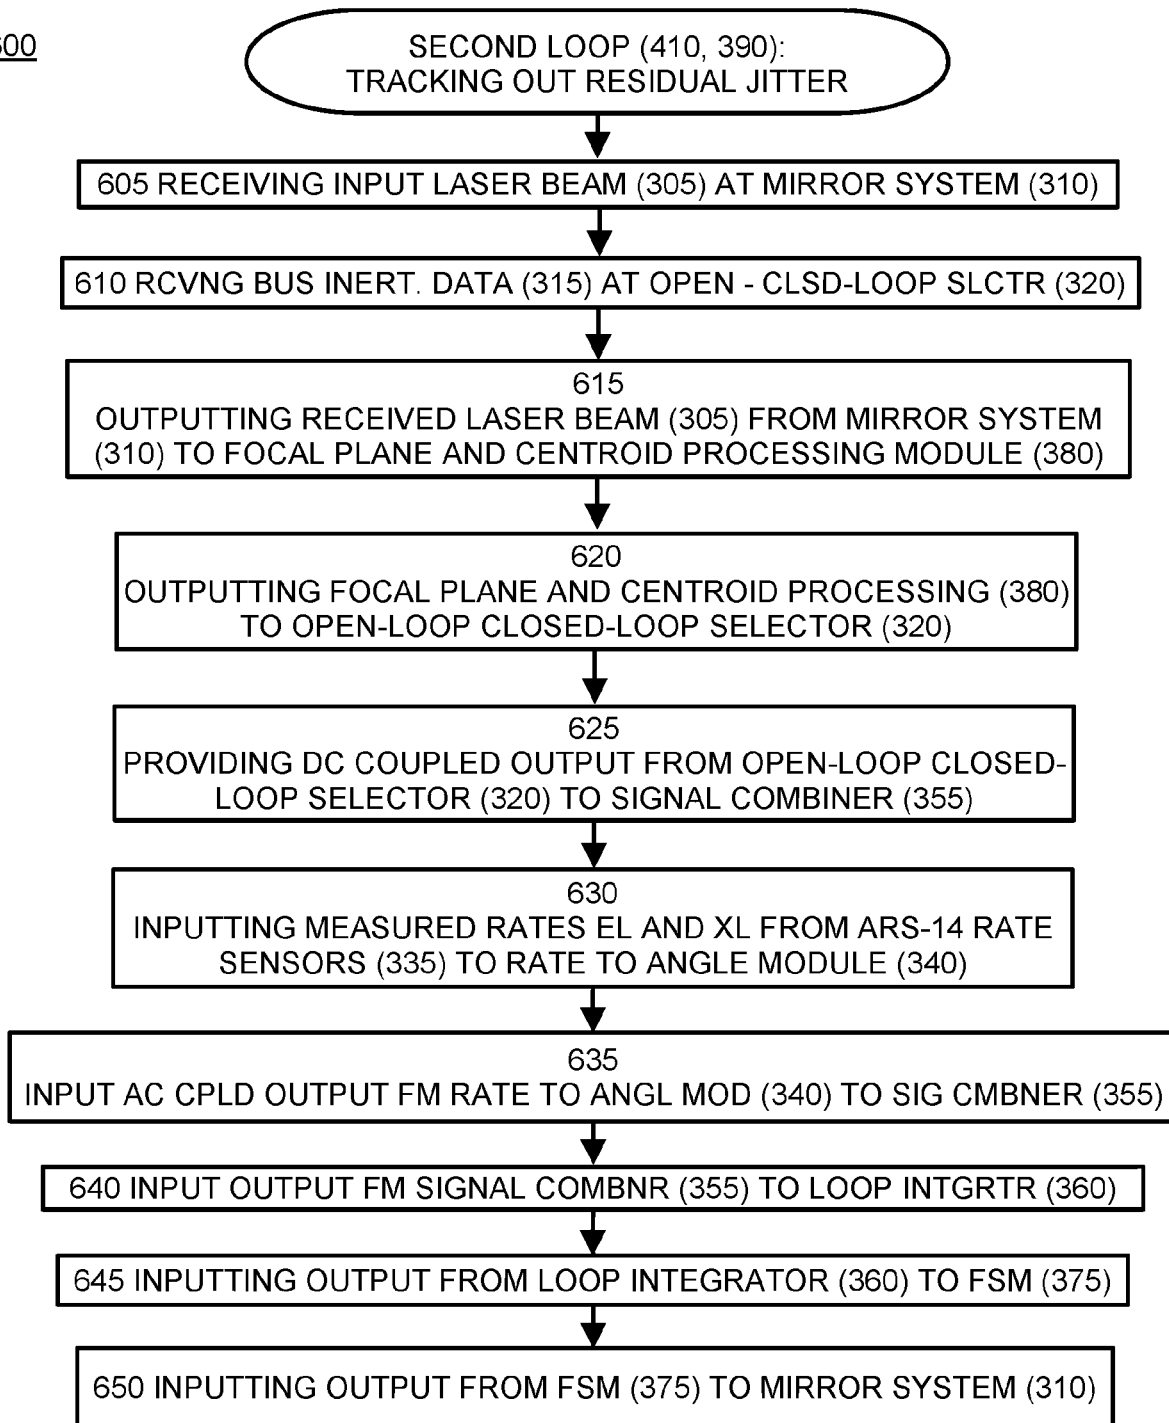 600
SECOND LOOP (410, 390):
TRACKING OUT RESIDUAL JITTER
605 RECEIVING INPUT LASER BEAM (305) AT MIRROR SYSTEM (310)
610 RCVNG BUS INERT. DATA (315) AT OPEN - CLSD-LOOP SLCTR (320)
615
OUTPUTTING RECEIVED LASER BEAM (305) FROM MIRROR SYSTEM
(310) TO FOCAL PLANE AND CENTROID PROCESSING MODULE (380)
620
OUTPUTTING FOCAL PLANE AND CENTROID PROCESSING (380)
TO OPEN-LOOP CLOSED-LOOP SELECTOR (320)
625
PROVIDING DC COUPLED OUTPUT FROM OPEN-LOOP CLOSED-
LOOP SELECTOR (320) TO SIGNAL COMBINER (355)
630
INPUTTING MEASURED RATES EL AND XL FROM ARS-14 RATE
SENSORS (335) TO RATE TO ANGLE MODULE (340)
635
INPUT AC CPLD OUTPUT FM RATE TO ANGL MOD (340) TO SIG CMBNER (355)
640 INPUT OUTPUT FM SIGNAL COMBNR (355) TO LOOP INTGRTR (360)
645 INPUTTING OUTPUT FROM LOOP INTEGRATOR (360) TO FSM (375)
650 INPUTTING OUTPUT FROM FSM (375) TO MIRROR SYSTEM (310)